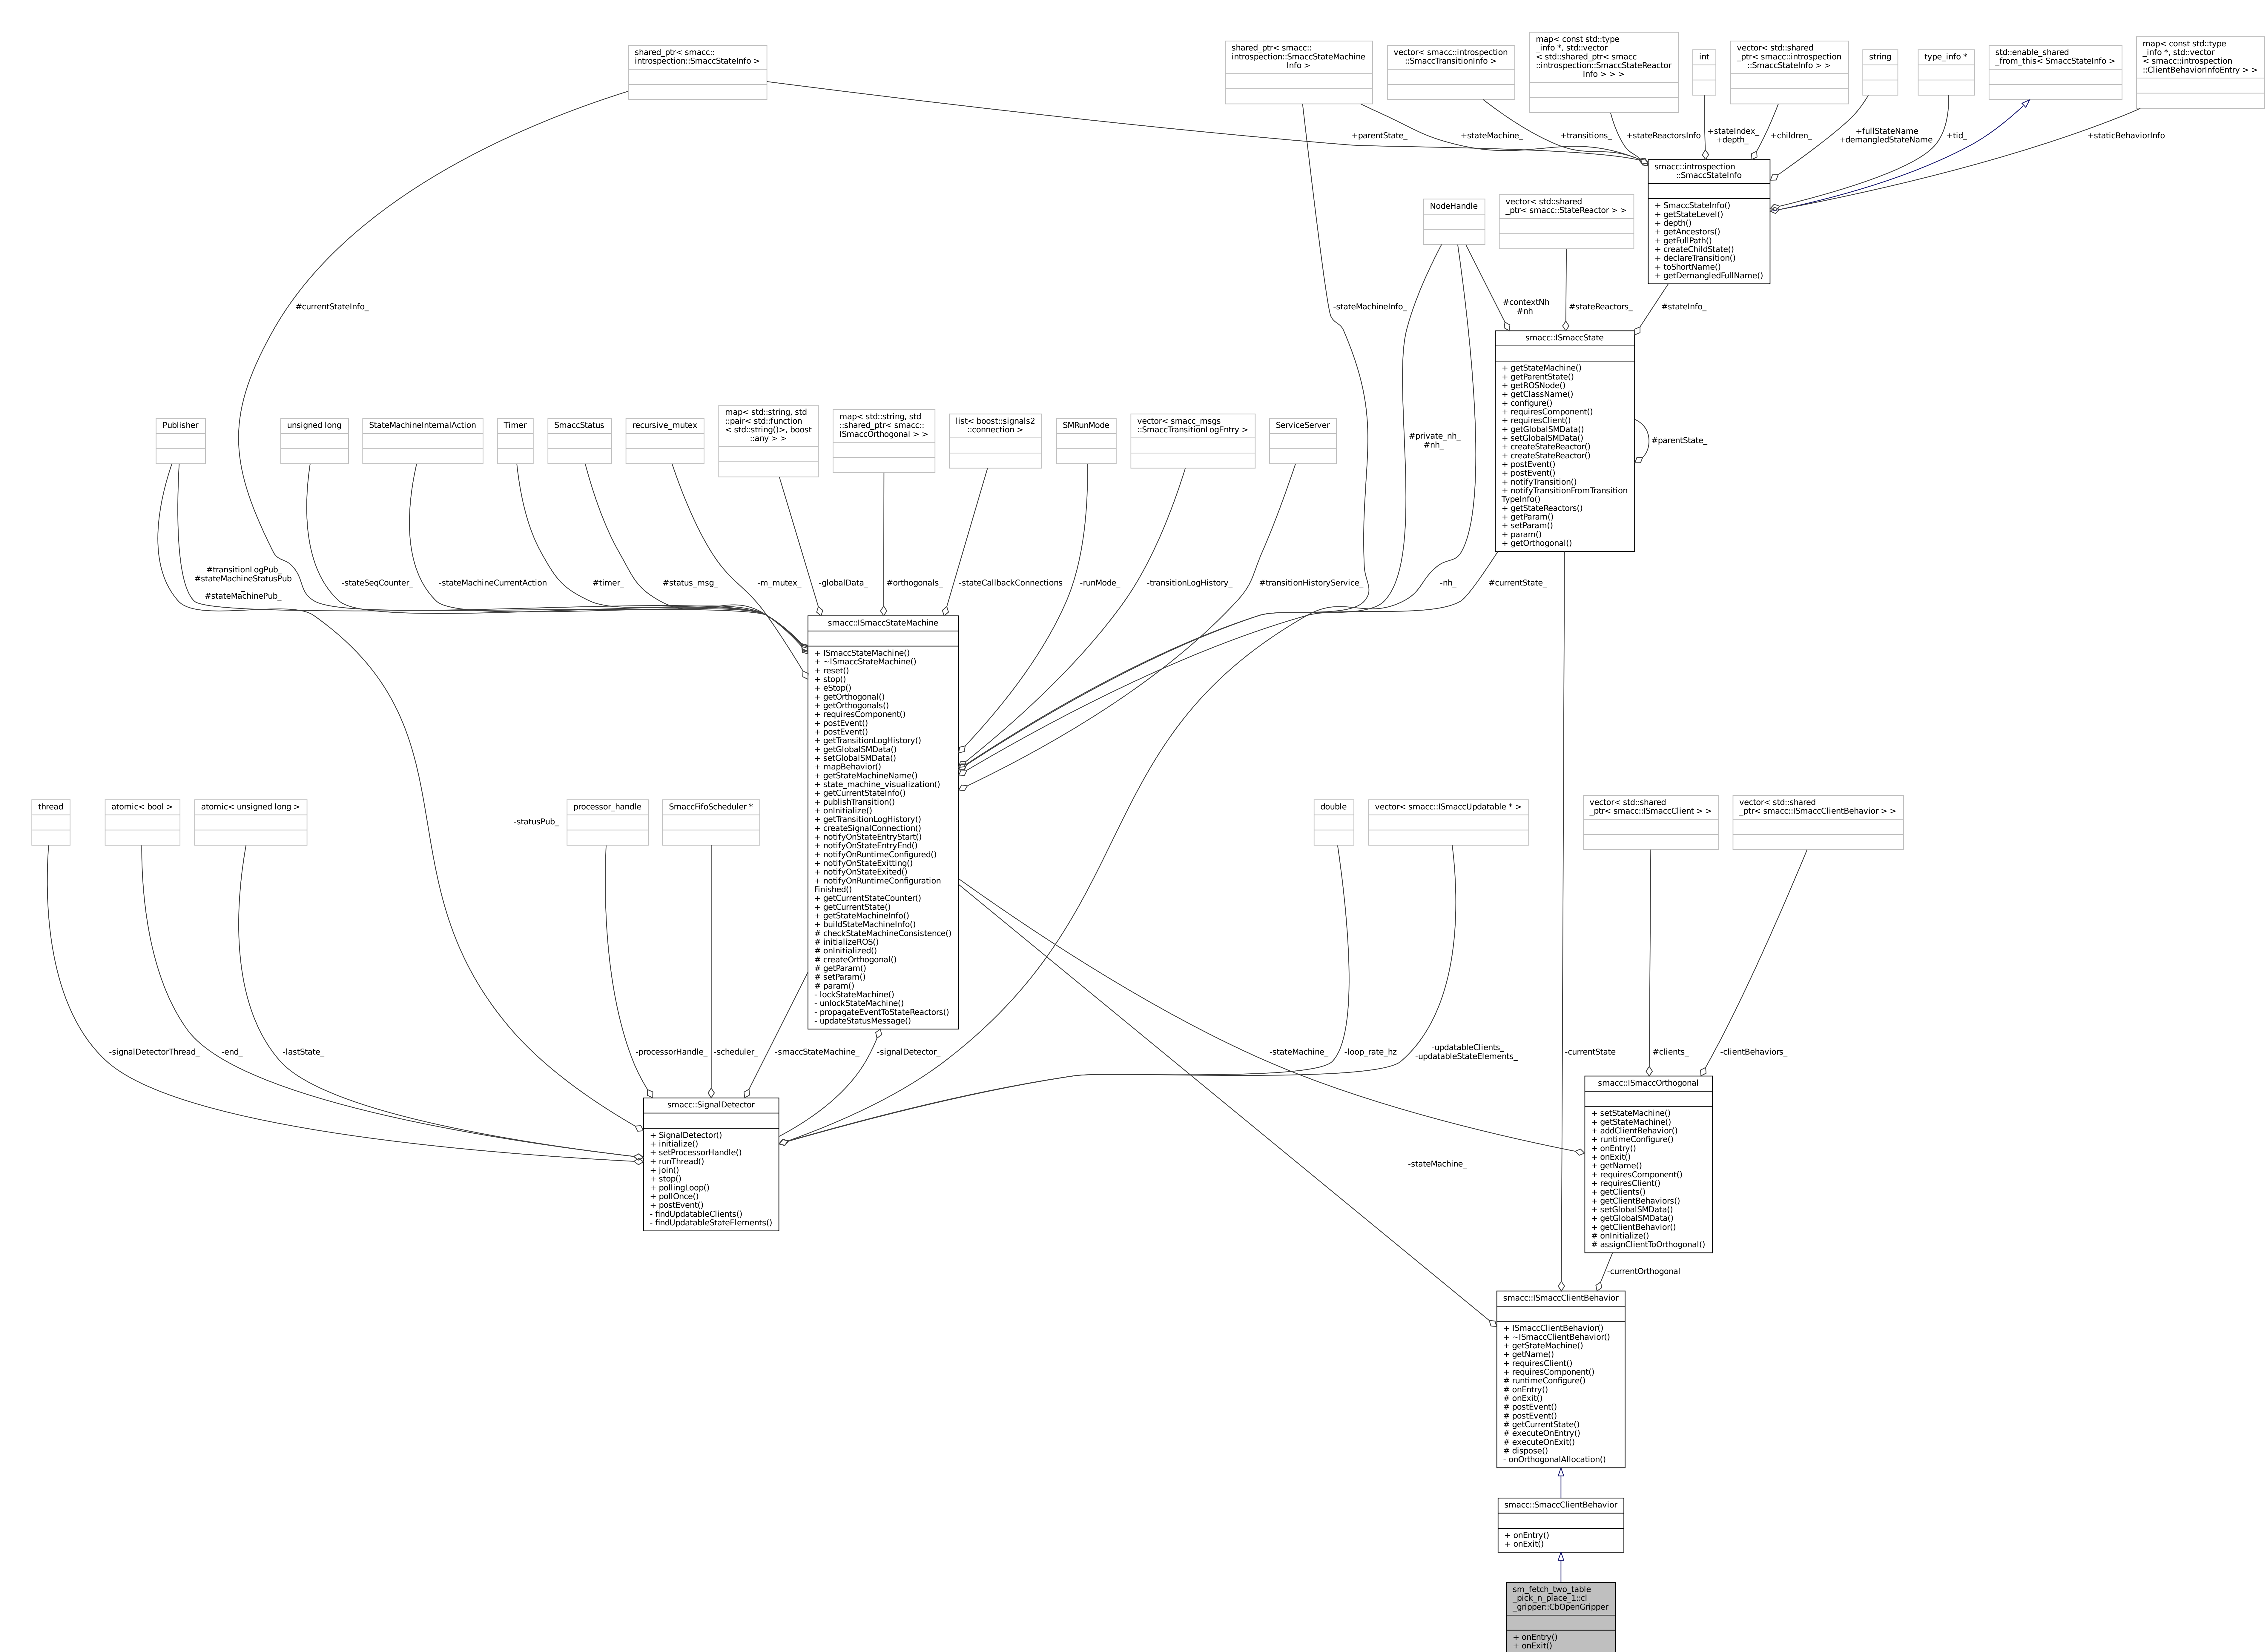 shared_ptr< smacc::
introspection::SmaccStateInfo >
shared_ptr< smacc::
introspection::SmaccStateMachine
Info >
vector< smacc::introspection
::SmaccTransitionInfo >
map< const std::type
_info *, std::vector
< std::shared_ptr< smacc
::introspection::SmaccStateReactor
Info > > >
int
vector< std::shared
_ptr< smacc::introspection
::SmaccStateInfo > >
string
type_info *
std::enable_shared
_from_this< SmaccStateInfo >
map< const std::type
_info *, std::vector
< smacc::introspection
::ClientBehaviorInfoEntry > >
+parentState_
+stateMachine_
+transitions_
+stateReactorsInfo
+stateIndex_
+depth_
+children_
+fullStateName
+demangledStateName
+tid_
+staticBehaviorInfo
smacc::introspection
::SmaccStateInfo
+ SmaccStateInfo()
+ getStateLevel()
+ depth()
+ getAncestors()
+ getFullPath()
+ createChildState()
+ declareTransition()
+ toShortName()
+ getDemangledFullName()
NodeHandle
vector< std::shared
_ptr< smacc::StateReactor > >
#currentStateInfo_
-stateMachineInfo_
#contextNh
#nh
#stateReactors_
#stateInfo_
smacc::ISmaccState
+ getStateMachine()
+ getParentState()
+ getROSNode()
+ getClassName()
+ configure()
+ requiresComponent()
+ requiresClient()
+ getGlobalSMData()
+ setGlobalSMData()
+ createStateReactor()
+ createStateReactor()
+ postEvent()
+ postEvent()
+ notifyTransition()
+ notifyTransitionFromTransition
TypeInfo()
+ getStateReactors()
+ getParam()
+ setParam()
+ param()
+ getOrthogonal()
#parentState_
#private_nh_
#nh_
Publisher
unsigned long
StateMachineInternalAction
Timer
SmaccStatus
recursive_mutex
map< std::string, std
::pair< std::function
< std::string()>, boost
::any > >
map< std::string, std
::shared_ptr< smacc::
ISmaccOrthogonal > >
list< boost::signals2
::connection >
SMRunMode
vector< smacc_msgs
::SmaccTransitionLogEntry >
ServiceServer
#transitionLogPub_
#stateMachineStatusPub
_
#stateMachinePub_
-stateSeqCounter_
-stateMachineCurrentAction
#timer_
#status_msg_
-m_mutex_
-globalData_
#orthogonals_
-stateCallbackConnections
-runMode_
-transitionLogHistory_
#transitionHistoryService_
-nh_
#currentState_
smacc::ISmaccStateMachine
+ ISmaccStateMachine()
+ ~ISmaccStateMachine()
+ reset()
+ stop()
+ eStop()
+ getOrthogonal()
+ getOrthogonals()
+ requiresComponent()
+ postEvent()
+ postEvent()
+ getTransitionLogHistory()
+ getGlobalSMData()
+ setGlobalSMData()
+ mapBehavior()
+ getStateMachineName()
+ state_machine_visualization()
+ getCurrentStateInfo()
+ publishTransition()
+ onInitialize()
+ getTransitionLogHistory()
+ createSignalConnection()
+ notifyOnStateEntryStart()
+ notifyOnStateEntryEnd()
+ notifyOnRuntimeConfigured()
+ notifyOnStateExitting()
+ notifyOnStateExited()
+ notifyOnRuntimeConfiguration
Finished()
+ getCurrentStateCounter()
+ getCurrentState()
+ getStateMachineInfo()
+ buildStateMachineInfo()
# checkStateMachineConsistence()
# initializeROS()
# onInitialized()
# createOrthogonal()
# getParam()
# setParam()
# param()
- lockStateMachine()
- unlockStateMachine()
- propagateEventToStateReactors()
- updateStatusMessage()
thread
atomic< bool >
atomic< unsigned long >
-statusPub_
processor_handle
SmaccFifoScheduler *
double
vector< smacc::ISmaccUpdatable * >
vector< std::shared
_ptr< smacc::ISmaccClient > >
vector< std::shared
_ptr< smacc::ISmaccClientBehavior > >
-signalDetectorThread_
-end_
-lastState_
-processorHandle_
-scheduler_
-smaccStateMachine_
-signalDetector_
-stateMachine_
-loop_rate_hz
-updatableClients_
-updatableStateElements_
-currentState
#clients_
-clientBehaviors_
smacc::SignalDetector
+ SignalDetector()
+ initialize()
+ setProcessorHandle()
+ runThread()
+ join()
+ stop()
+ pollingLoop()
+ pollOnce()
+ postEvent()
- findUpdatableClients()
- findUpdatableStateElements()
smacc::ISmaccOrthogonal
+ setStateMachine()
+ getStateMachine()
+ addClientBehavior()
+ runtimeConfigure()
+ onEntry()
+ onExit()
+ getName()
+ requiresComponent()
+ requiresClient()
+ getClients()
+ getClientBehaviors()
+ setGlobalSMData()
+ getGlobalSMData()
+ getClientBehavior()
# onInitialize()
# assignClientToOrthogonal()
-stateMachine_
-currentOrthogonal
smacc::ISmaccClientBehavior
+ ISmaccClientBehavior()
+ ~ISmaccClientBehavior()
+ getStateMachine()
+ getName()
+ requiresClient()
+ requiresComponent()
# runtimeConfigure()
# onEntry()
# onExit()
# postEvent()
# postEvent()
# getCurrentState()
# executeOnEntry()
# executeOnExit()
# dispose()
- onOrthogonalAllocation()
smacc::SmaccClientBehavior
+ onEntry()
+ onExit()
sm_fetch_two_table
_pick_n_place_1::cl
_gripper::CbOpenGripper
+ onEntry()
+ onExit()